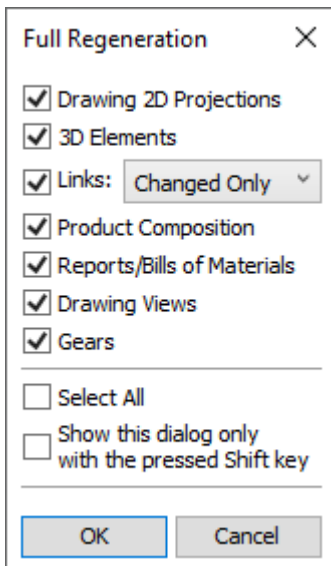 Full Regeneration
Drawing 2D Projections
3D Elements
Links: Changed Only
Product Composition
Reports/Bills of Materials
Drawing Views
Gears
Select All
Show this dialog only
with the pressed Shift key
OK Cancel